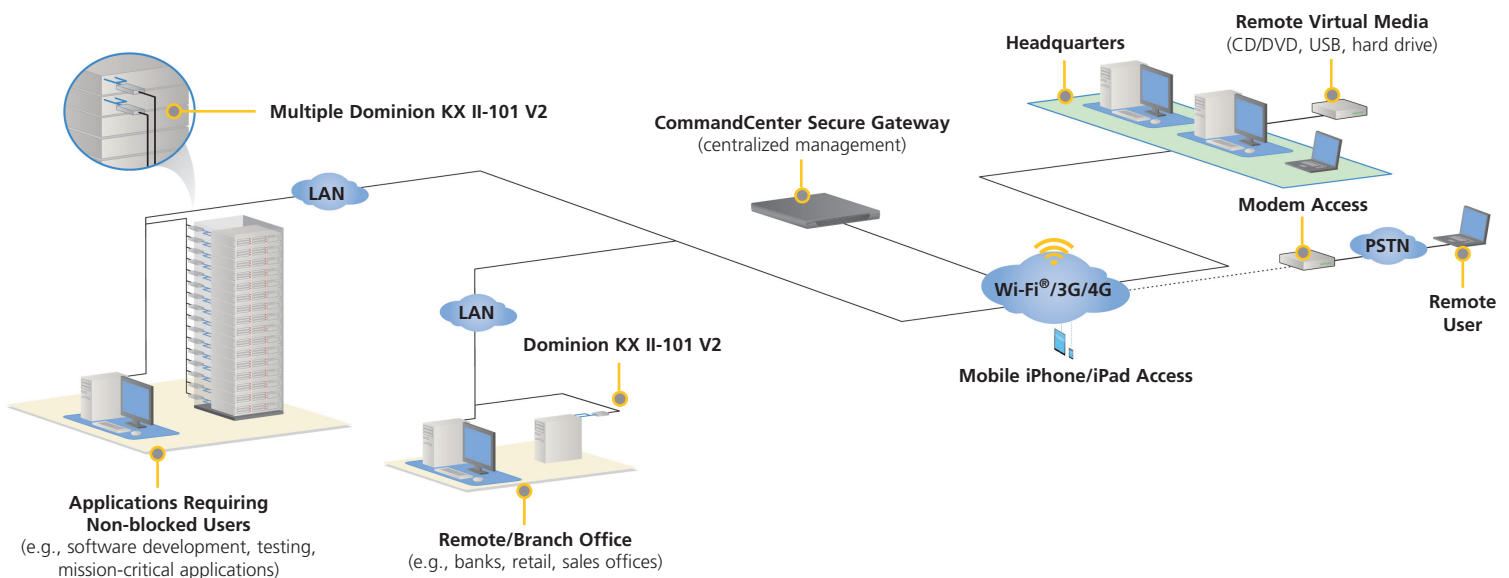 Multiple Dominion KX II-101 V2
LAN
CommandCenter Secure Gateway
(centralized management)
Headquarters
Remote Virtual Media
(CD/DVD, USB, hard drive)
Modem Access
PSTN
Remote
User
Wi-Fi®/3G/4G
Mobile iPhone/iPad Access
LAN
Dominion KX II-101 V2
Applications Requiring
Non-blocked Users
(e.g., software development, testing,
mission-critical applications)
Remote/Branch Office
(e.g., banks, retail, sales offices)